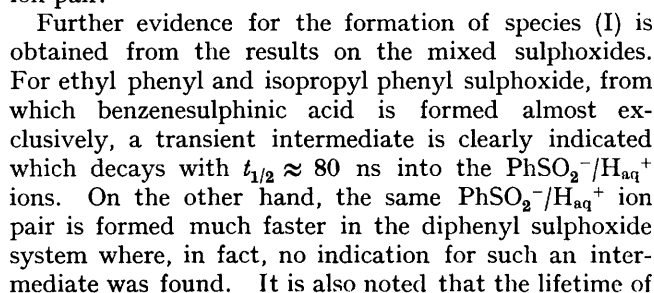 Further evidence for the formation of species (I) is
obtained from the results on the mixed sulphoxides.
For ethyl phenyl and isopropyl phenyl sulphoxide, from
which benzenesulphinic acid is formed almost ex-
clusively, a transient intermediate is clearly indicated
which decays with t₁/₂ ≈ 80 ns into the PhSO₂⁻/Hₐq⁺
ions. On the other hand, the same PhSO₂⁻/Hₐq⁺ ion
pair is formed much faster in the diphenyl sulphoxide
system where, in fact, no indication for such an inter-
mediate was found. It is also noted that the lifetime of